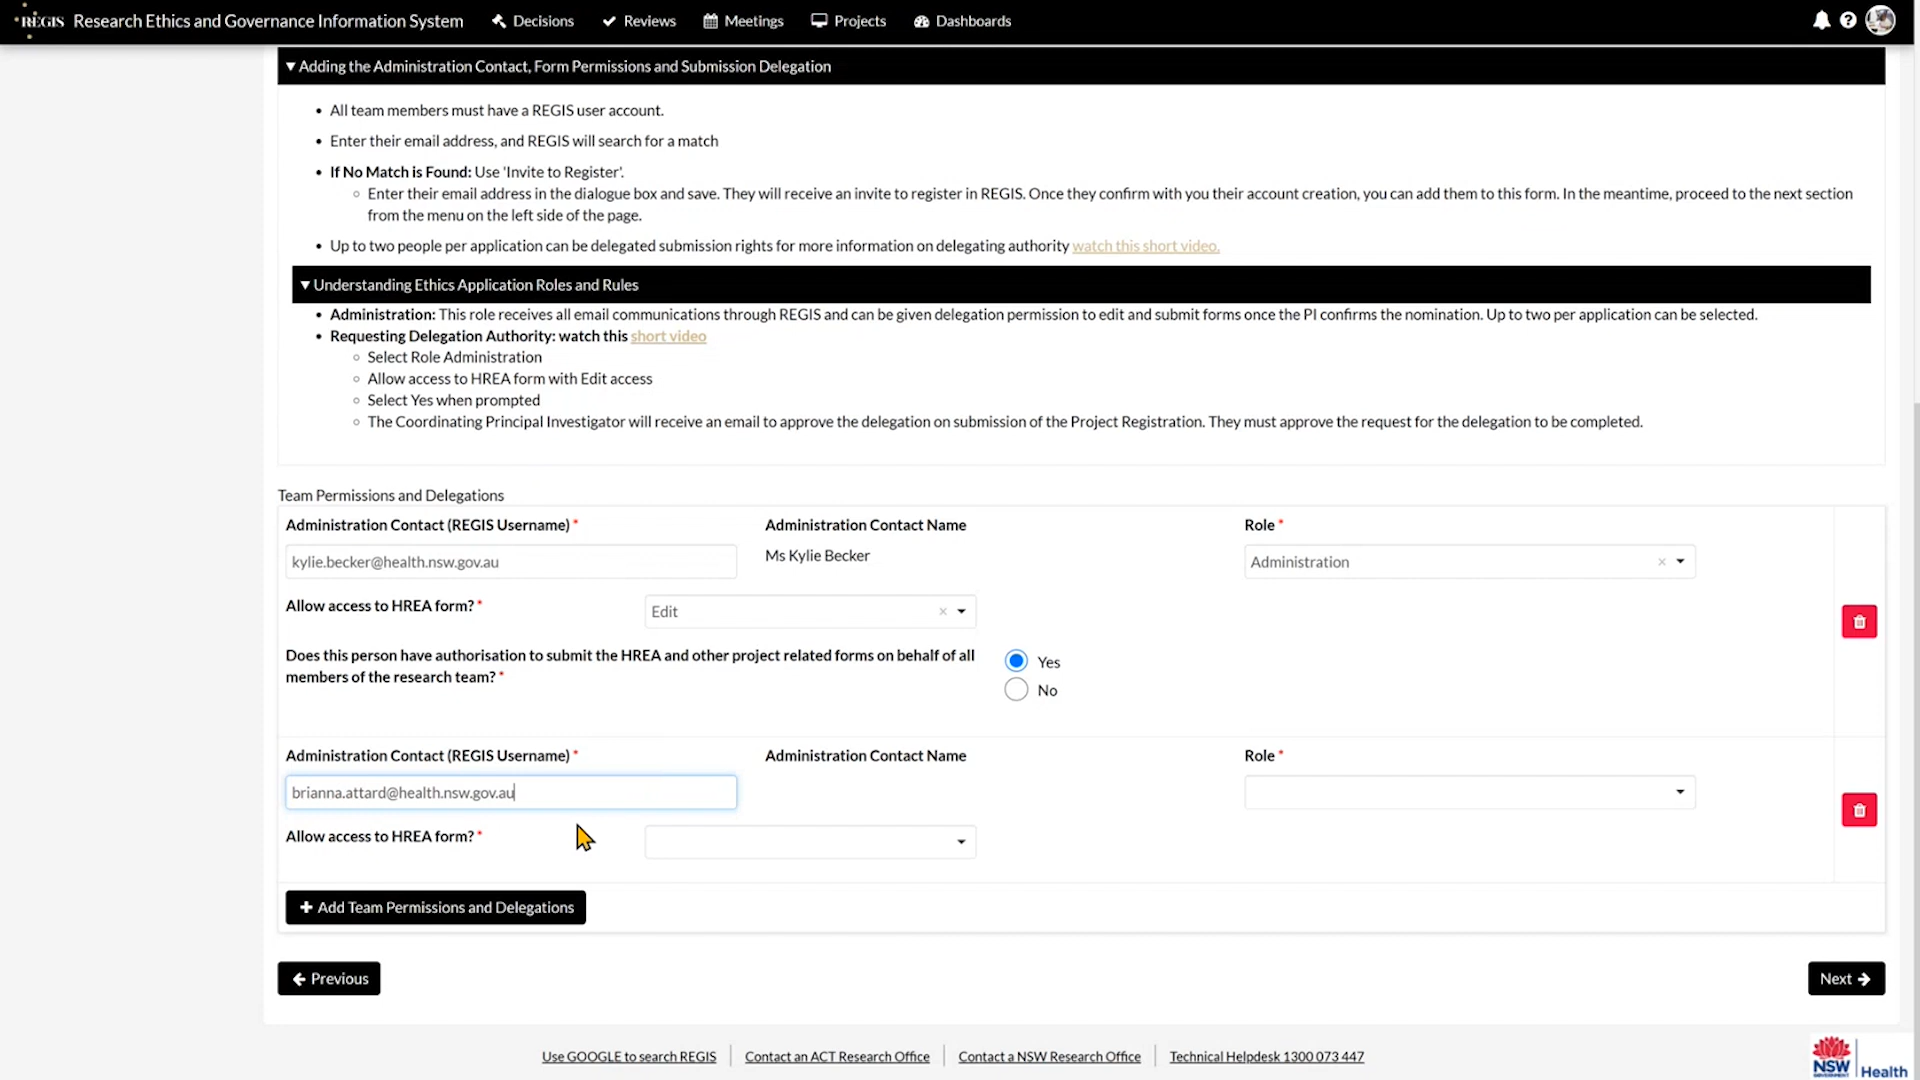 REGIS Research Ethics and Governance Information System Decisions Reviews Meetings Projects Dashboards
▼ Adding the Administration Contact, Form Permissions and Submission Delegation
• All team members must have a REGIS user account.
• Enter their email address, and REGIS will search for a match
• If No Match is Found: Use 'Invite to Register'.
◦ Enter their email address in the dialogue box and save. They will receive an invite to register in REGIS. Once they confirm with you their account creation, you can add them to this form. In the meantime, proceed to the next section
from the menu on the left side of the page.
• Up to two people per application can be delegated submission rights for more information on delegating authority watch this short video.
▼ Understanding Ethics Application Roles and Rules
• Administration: This role receives all email communications through REGIS and can be given delegation permission to edit and submit forms once the PI confirms the nomination. Up to two per application can be selected.
• Requesting Delegation Authority: watch this short video
◦ Select Role Administration
◦ Allow access to HREA form with Edit access
◦ Select Yes when prompted
◦ The Coordinating Principal Investigator will receive an email to approve the delegation on submission of the Project Registration. They must approve the request for the delegation to be completed.
Team Permissions and Delegations
Administration Contact (REGIS Username) * Administration Contact Name Role *
kylie.becker@health.nsw.gov.au Ms Kylie Becker Administration ×
Allow access to HREA form? * Edit ×
Does this person have authorisation to submit the HREA and other project related forms on behalf of all Yes
members of the research team? * No
Administration Contact (REGIS Username) * Administration Contact Name Role *
brianna.attard@health.nsw.gov.au
Allow access to HREA form? *
+ Add Team Permissions and Delegations
← Previous Next →
Use GOOGLE to search REGIS Contact an ACT Research Office Contact a NSW Research Office Technical Helpdesk 1300 073 447
NSW Health